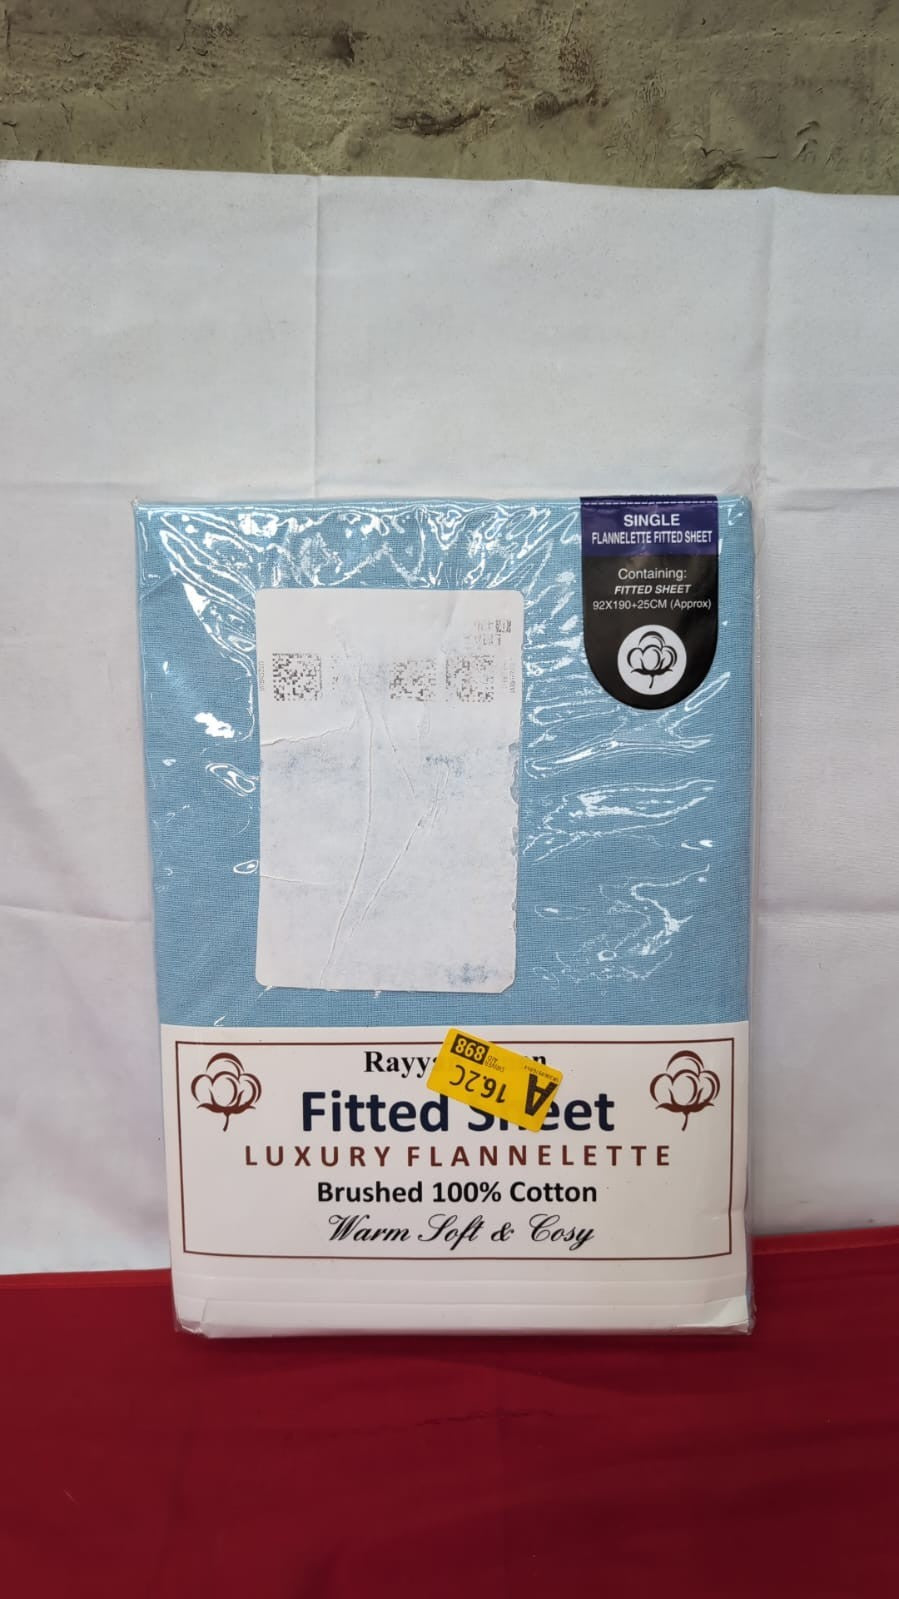 SINGLE
FLANNELETTE FITTED SHEET
Containing:
FITTED SHEET
92X190+25CM (Approx)
898
16.2C
A
Fitted Sheet
LUXURY FLANNELETTE
Brushed 100% Cotton
Warm Soft & Cosy